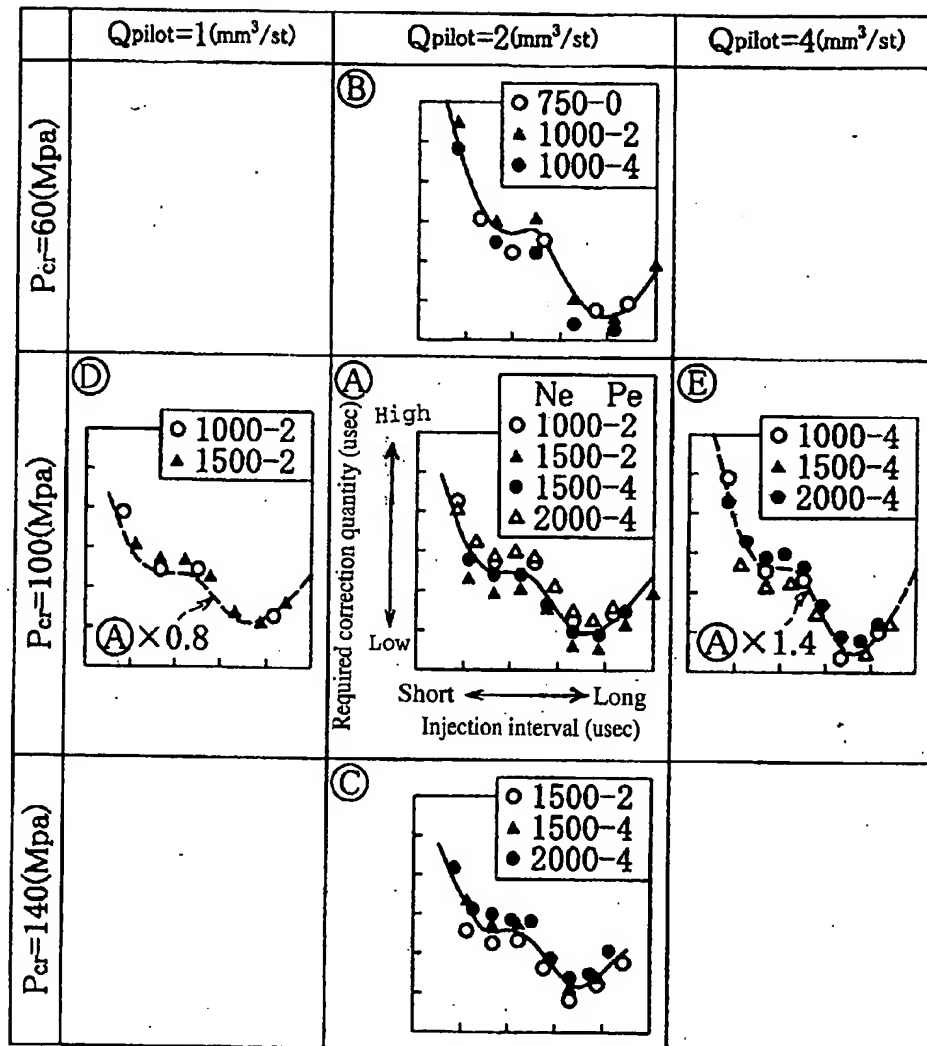 Qpilot=1(mm³/st)
Qpilot=2(mm³/st)
Qpilot=4(mm³/st)
Pcr=60(Mpa)
B
○ 750-0
▲ 1000-2
● 1000-4
Pcr=100(Mpa)
D
○ 1000-2
▲ 1500-2
A×0.8
A
Required correction quantity (usec)
High
Low
Ne Pe
○ 1000-2
▲ 1500-2
● 1500-4
△ 2000-4
Short
Long
Injection interval (usec)
E
○ 1000-4
▲ 1500-4
● 2000-4
A×1.4
Pcr=140(Mpa)
C
○ 1500-2
▲ 1500-4
● 2000-4